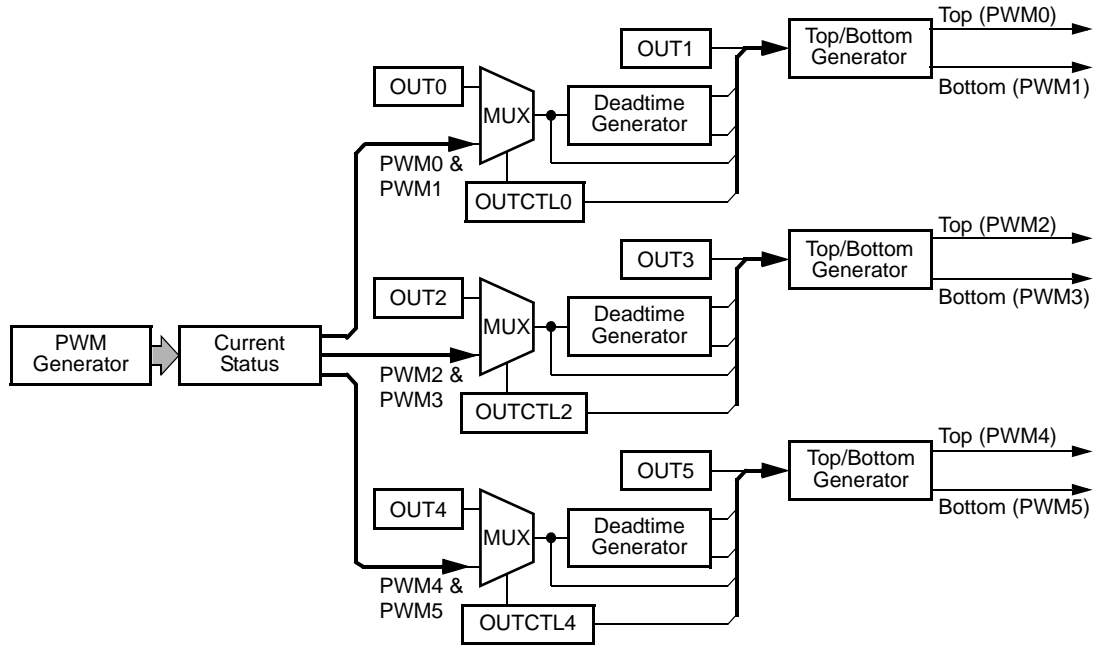 Top (PWM0)
OUT1
Top/Bottom
Generator
Bottom (PWM1)
OUT0
MUX
Deadtime
Generator
PWM0 &
PWM1
OUTCTL0
Top (PWM2)
OUT3
Top/Bottom
Generator
Bottom (PWM3)
OUT2
MUX
Deadtime
Generator
PWM
Generator
Current
Status
PWM2 &
PWM3
OUTCTL2
Top (PWM4)
OUT5
Top/Bottom
Generator
Bottom (PWM5)
OUT4
MUX
Deadtime
Generator
PWM4 &
PWM5
OUTCTL4